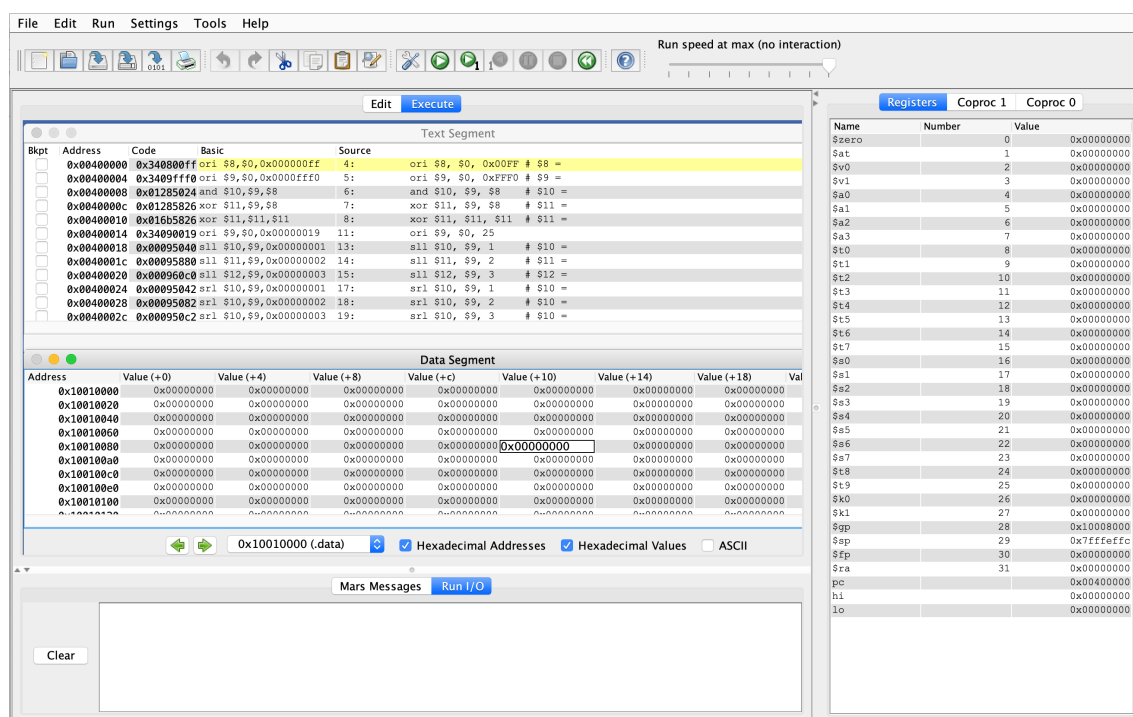 File Edit Run Settings Tools Help
Run speed at max (no interaction)
Edit Execute
Text Segment
Bkpt Address Code Basic Source
0x00400000 0x340800ff ori $8,$0,0x000000ff 4: ori $8, $0, 0x00FF # $8 =
0x00400004 0x3409fff0 ori $9,$0,0x0000fff0 5: ori $9, $0, 0xFFF0 # $9 =
0x00400008 0x01285024 and $10,$9,$8 6: and $10, $9, $8 # $10 =
0x0040000c 0x01285826 xor $11,$9,$8 7: xor $11, $9, $8 # $11 =
0x00400010 0x016b5826 xor $11,$11,$11 8: xor $11, $11, $11 # $11 =
0x00400014 0x34090019 ori $9,$0,0x00000019 11: ori $9, $0, 25
0x00400018 0x00095040 sll $10,$9,0x00000001 13: sll $10, $9, 1 # $10 =
0x0040001c 0x00095880 sll $11,$9,0x00000002 14: sll $11, $9, 2 # $11 =
0x00400020 0x000960c0 sll $12,$9,0x00000003 15: sll $12, $9, 3 # $12 =
0x00400024 0x00095042 srl $10,$9,0x00000001 17: srl $10, $9, 1 # $10 =
0x00400028 0x00095082 srl $10,$9,0x00000002 18: srl $10, $9, 2 # $10 =
0x0040002c 0x000950c2 srl $10,$9,0x00000003 19: srl $10, $9, 3 # $10 =
Data Segment
Address Value (+0) Value (+4) Value (+8) Value (+c) Value (+10) Value (+14) Value (+18) Val
0x10010000 0x00000000 0x00000000 0x00000000 0x00000000 0x00000000 0x00000000 0x00000000
0x10010020 0x00000000 0x00000000 0x00000000 0x00000000 0x00000000 0x00000000 0x00000000
0x10010040 0x00000000 0x00000000 0x00000000 0x00000000 0x00000000 0x00000000 0x00000000
0x10010060 0x00000000 0x00000000 0x00000000 0x00000000 0x00000000 0x00000000 0x00000000
0x10010080 0x00000000 0x00000000 0x00000000 0x00000000 0x00000000 0x00000000 0x00000000
0x100100a0 0x00000000 0x00000000 0x00000000 0x00000000 0x00000000 0x00000000 0x00000000
0x100100c0 0x00000000 0x00000000 0x00000000 0x00000000 0x00000000 0x00000000 0x00000000
0x100100e0 0x00000000 0x00000000 0x00000000 0x00000000 0x00000000 0x00000000 0x00000000
0x10010100 0x00000000 0x00000000 0x00000000 0x00000000 0x00000000 0x00000000 0x00000000
0x10010000 (.data) Hexadecimal Addresses Hexadecimal Values ASCII
Mars Messages Run I/O
Clear
Registers Coproc 1 Coproc 0
Name Number Value
$zero 0 0x00000000
$at 1 0x00000000
$v0 2 0x00000000
$v1 3 0x00000000
$a0 4 0x00000000
$a1 5 0x00000000
$a2 6 0x00000000
$a3 7 0x00000000
$t0 8 0x00000000
$t1 9 0x00000000
$t2 10 0x00000000
$t3 11 0x00000000
$t4 12 0x00000000
$t5 13 0x00000000
$t6 14 0x00000000
$t7 15 0x00000000
$s0 16 0x00000000
$s1 17 0x00000000
$s2 18 0x00000000
$s3 19 0x00000000
$s4 20 0x00000000
$s5 21 0x00000000
$s6 22 0x00000000
$s7 23 0x00000000
$t8 24 0x00000000
$t9 25 0x00000000
$k0 26 0x00000000
$k1 27 0x00000000
$gp 28 0x10008000
$sp 29 0x7fffeffc
$fp 30 0x00000000
$ra 31 0x00000000
pc 0x00400000
hi 0x00000000
lo 0x00000000